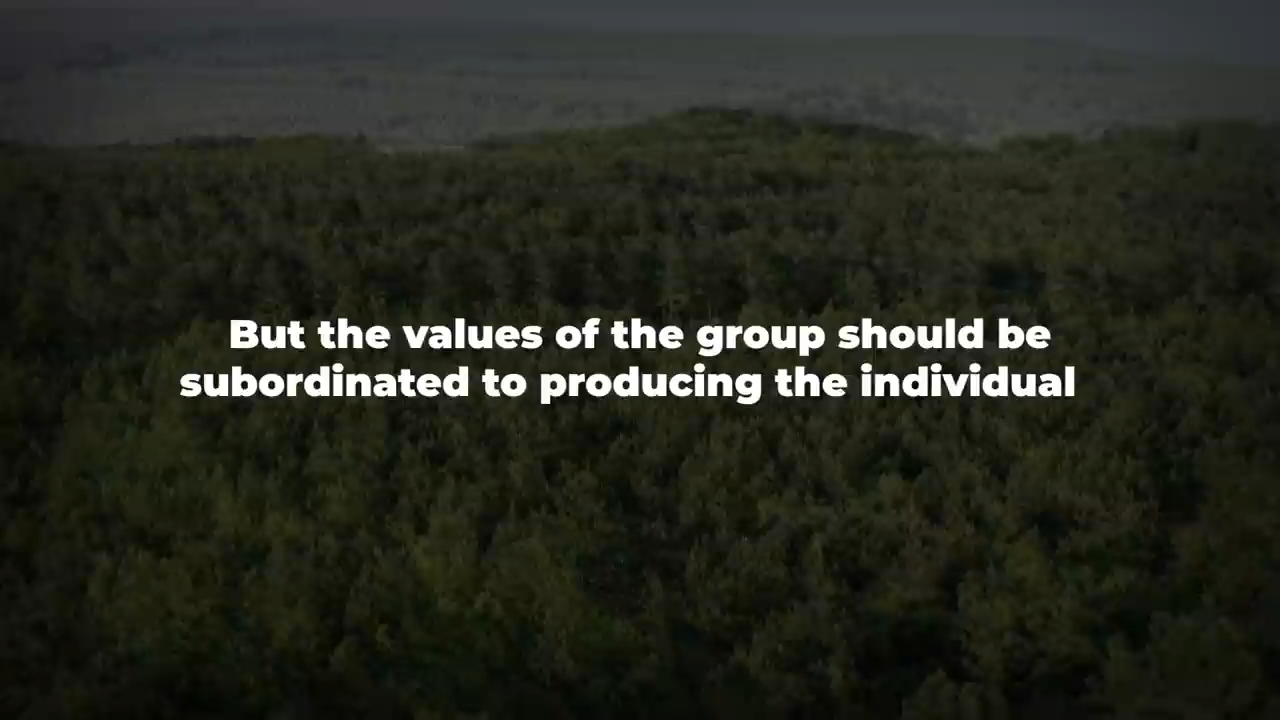 But the values of the group should be
subordinated to producing the individual